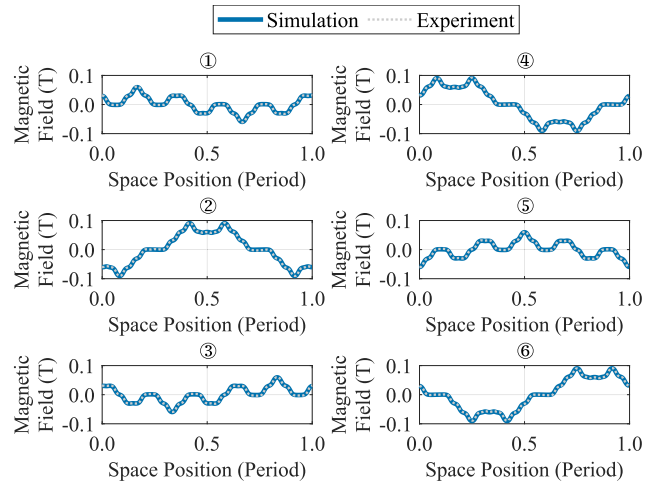 Simulation Experiment
①
Magnetic
Field (T)
0.1
0.0
-0.1
0.0 0.5 1.0
Space Position (Period)
④
Magnetic
Field (T)
0.1
0.0
-0.1
0.0 0.5 1.0
Space Position (Period)
②
Magnetic
Field (T)
0.1
0.0
-0.1
0.0 0.5 1.0
Space Position (Period)
⑤
Magnetic
Field (T)
0.1
0.0
-0.1
0.0 0.5 1.0
Space Position (Period)
③
Magnetic
Field (T)
0.1
0.0
-0.1
0.0 0.5 1.0
Space Position (Period)
⑥
Magnetic
Field (T)
0.1
0.0
-0.1
0.0 0.5 1.0
Space Position (Period)